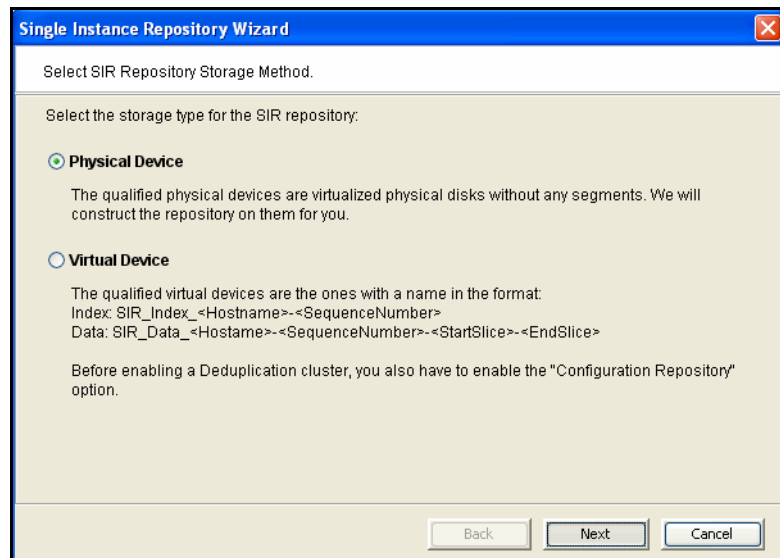 Single Instance Repository Wizard
Select SIR Repository Storage Method.
Select the storage type for the SIR repository:
Physical Device
The qualified physical devices are virtualized physical disks without any segments. We will
construct the repository on them for you.
Virtual Device
The qualified virtual devices are the ones with a name in the format:
Index: SIR_Index_<Hostname>-<SequenceNumber>
Data: SIR_Data_<Hostame>-<SequenceNumber>-<StartSlice>-<EndSlice>
Before enabling a Deduplication cluster, you also have to enable the "Configuration Repository"
option.
Back Next Cancel